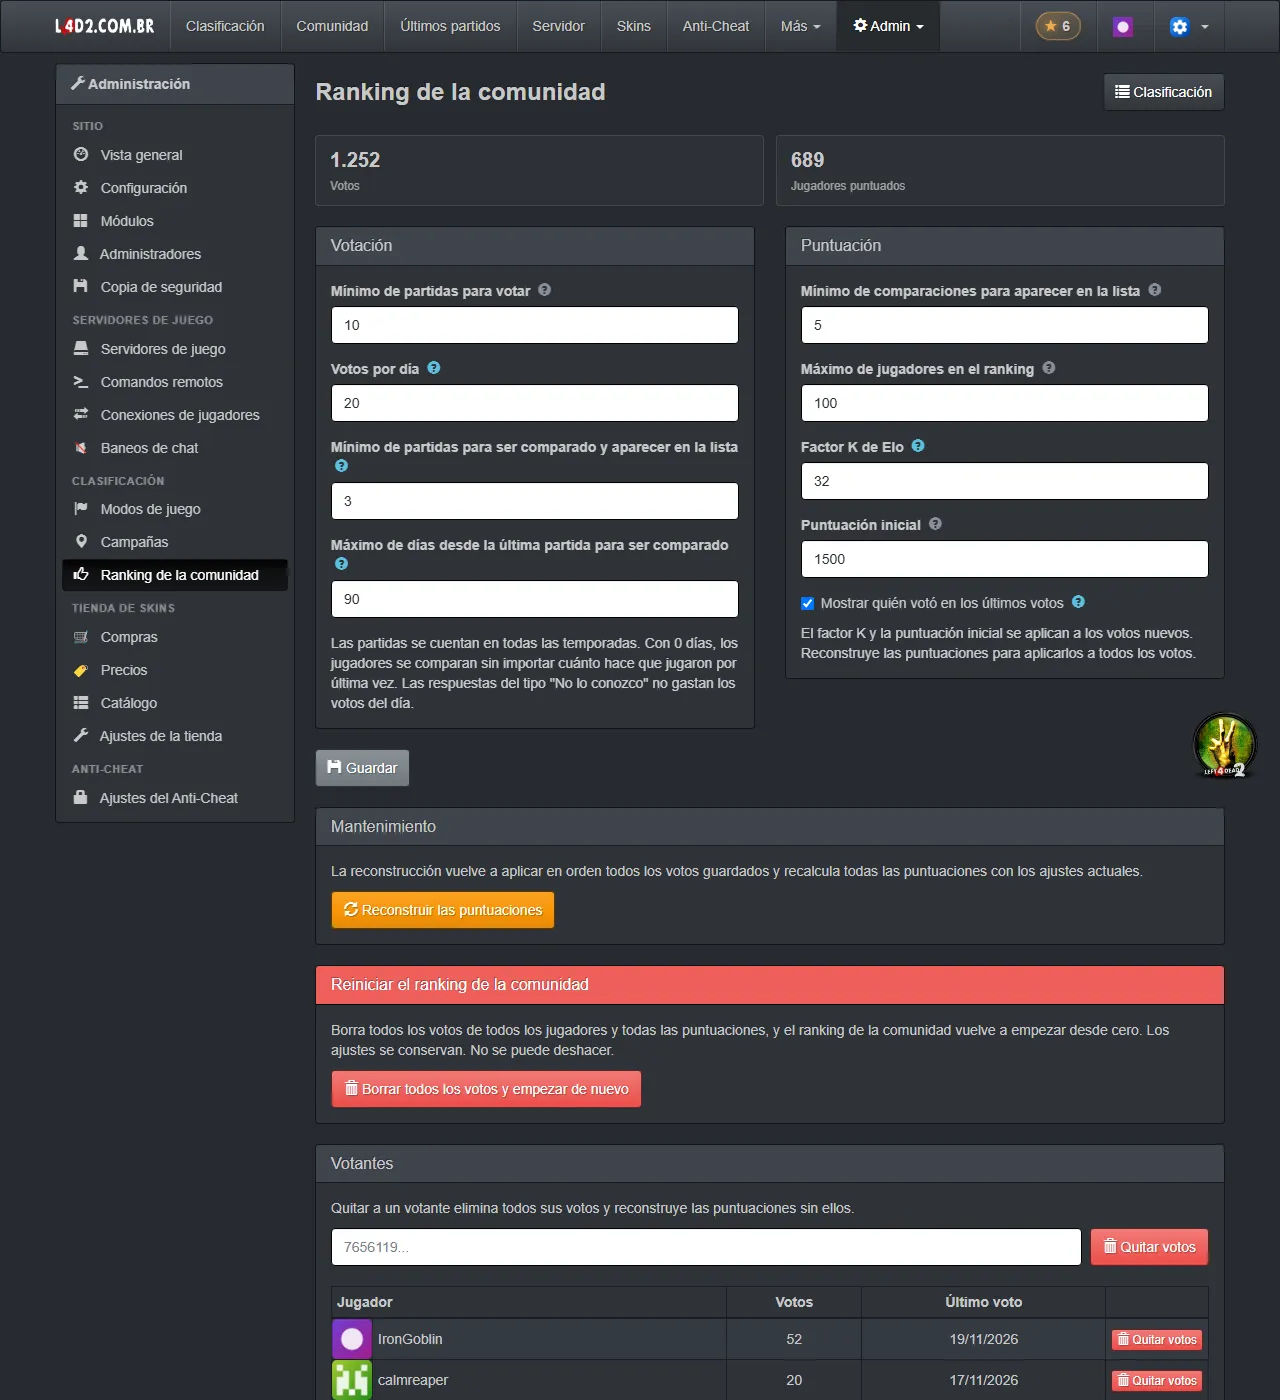 L4D2.COM.BR
Clasificación
Comunidad
Últimos partidos
Servidor
Skins
Anti-Cheat
Más
Admin
6
Administración
SITIO
Vista general
Configuración
Módulos
Administradores
Copia de seguridad
SERVIDORES DE JUEGO
Servidores de juego
Comandos remotos
Conexiones de jugadores
Baneos de chat
CLASIFICACIÓN
Modos de juego
Campañas
Ranking de la comunidad
TIENDA DE SKINS
Compras
Precios
Catálogo
Ajustes de la tienda
ANTI-CHEAT
Ajustes del Anti-Cheat
Ranking de la comunidad
Clasificación
1.252
Votos
689
Jugadores puntuados
Votación
Mínimo de partidas para votar
10
Votos por día
20
Mínimo de partidas para ser comparado y aparecer en la lista
3
Máximo de días desde la última partida para ser comparado
90
Las partidas se cuentan en todas las temporadas. Con 0 días, los
jugadores se comparan sin importar cuánto hace que jugaron por
última vez. Las respuestas del tipo "No lo conozco" no gastan los
votos del día.
Puntuación
Mínimo de comparaciones para aparecer en la lista
5
Máximo de jugadores en el ranking
100
Factor K de Elo
32
Puntuación inicial
1500
Mostrar quién votó en los últimos votos
El factor K y la puntuación inicial se aplican a los votos nuevos.
Reconstruye las puntuaciones para aplicarlos a todos los votos.
LEFT 4 DEAD 2
Guardar
Mantenimiento
La reconstrucción vuelve a aplicar en orden todos los votos guardados y recalcula todas las puntuaciones con los ajustes actuales.
Reconstruir las puntuaciones
Reiniciar el ranking de la comunidad
Borra todos los votos de todos los jugadores y todas las puntuaciones, y el ranking de la comunidad vuelve a empezar desde cero. Los
ajustes se conservan. No se puede deshacer.
Borrar todos los votos y empezar de nuevo
Votantes
Quitar a un votante elimina todos sus votos y reconstruye las puntuaciones sin ellos.
7656119...
Quitar votos
Jugador Votos Último voto
IronGoblin 52 19/11/2026 Quitar votos
calmreaper 20 17/11/2026 Quitar votos